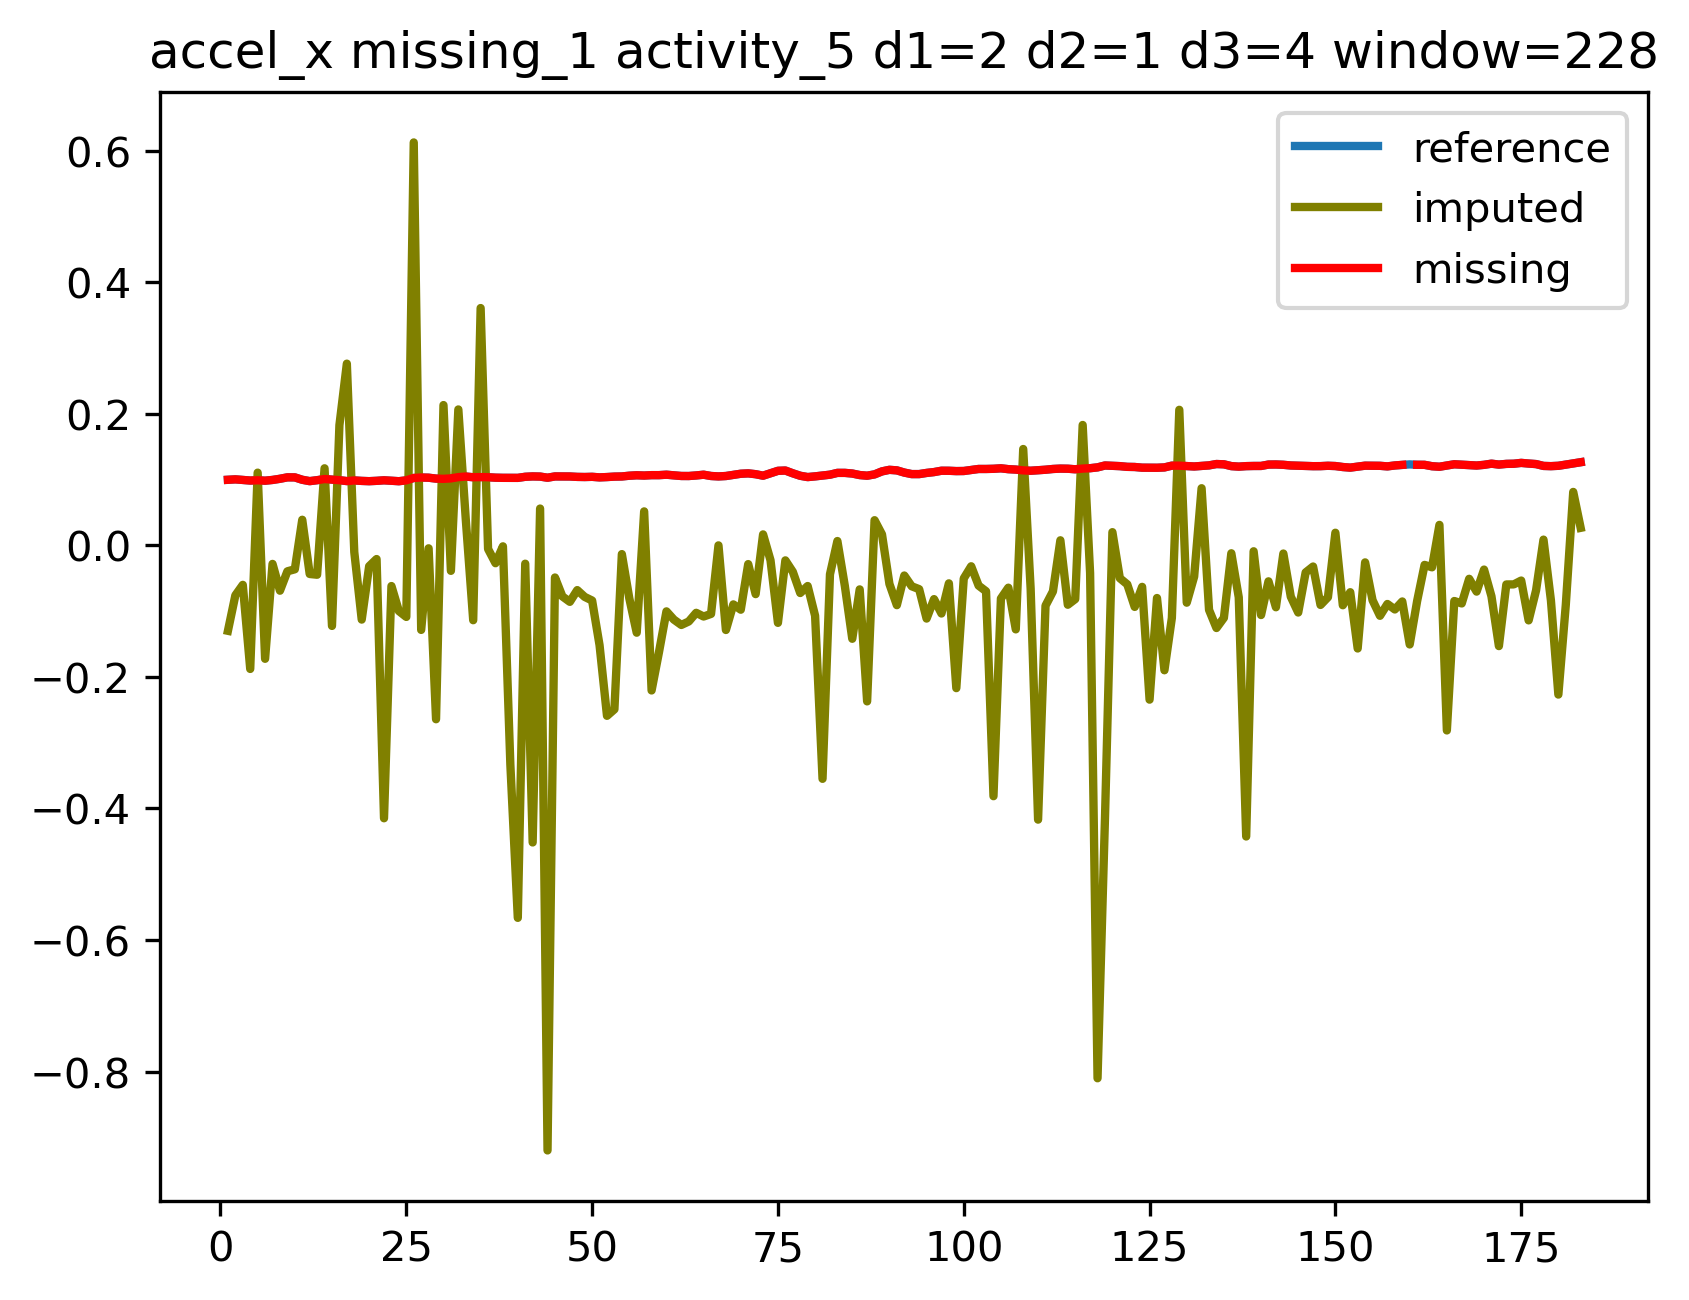 accel_x missing_1 activity_5 d1=2 d2=1 d3=4 window=228
reference
imputed
missing
0.6
0.4
0.2
0.0
−0.2
−0.4
−0.6
−0.8
0 25 50 75 100 125 150 175